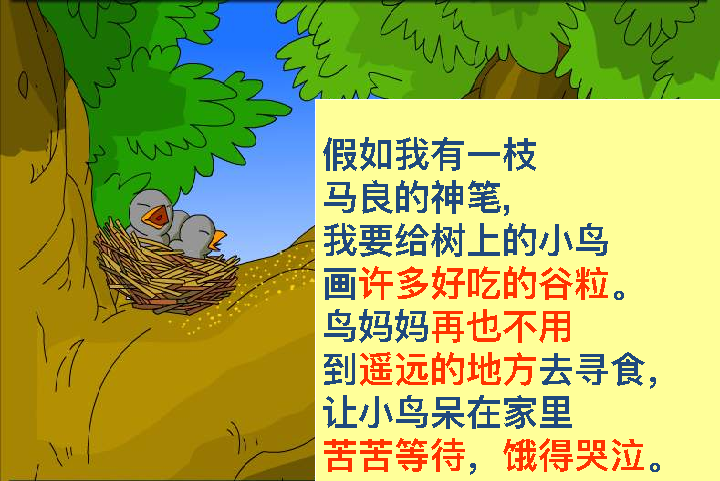 假如我有一枝
马良的神笔,
我要给树上的小鸟
画许多好吃的谷粒。
鸟妈妈再也不用
到遥远的地方去寻食，
让小鸟呆在家里
苦苦等待，饿得哭泣。